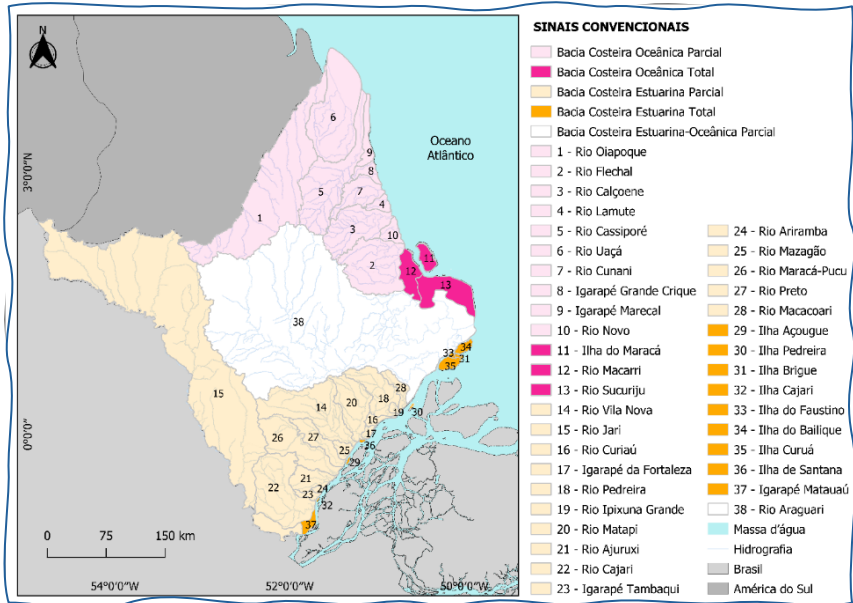 N
3°0'0"N
0°0'0"
54°0'0"W
52°0'0"W
50°0'0"W
Oceano
Atlântico
6
9
8
5
7
4
1
3
10
2
11
12
13
38
34
33
31
35
15
28
14
20
18
30
19
16
17
26
27
36
25
29
21
22
24
23
32
37
0
75
150 km
SINAIS CONVENCIONAIS
Bacia Costeira Oceânica Parcial
Bacia Costeira Oceânica Total
Bacia Costeira Estuarina Parcial
Bacia Costeira Estuarina Total
Bacia Costeira Estuarina-Oceânica Parcial
1 - Rio Oiapoque
2 - Rio Flechal
3 - Rio Calçoene
4 - Rio Lamute
5 - Rio Cassiporé
6 - Rio Uaçá
7 - Rio Cunani
8 - Igarapé Grande Crique
9 - Igarapé Marecal
10 - Rio Novo
11 - Ilha do Maracá
12 - Rio Macarri
13 - Rio Sucuriju
14 - Rio Vila Nova
15 - Rio Jari
16 - Rio Curiaú
17 - Igarapé da Fortaleza
18 - Rio Pedreira
19 - Rio Ipixuna Grande
20 - Rio Matapi
21 - Rio Ajuruxi
22 - Rio Cajari
23 - Igarapé Tambaqui
24 - Rio Ariramba
25 - Rio Mazagão
26 - Rio Maracá-Pucu
27 - Rio Preto
28 - Rio Macacoari
29 - Ilha Açougue
30 - Ilha Pedreira
31 - Ilha Brigue
32 - Ilha Cajari
33 - Ilha do Faustino
34 - Ilha do Bailique
35 - Ilha Curuá
36 - Ilha de Santana
37 - Igarapé Matauaú
38 - Rio Araguari
Massa d'água
Hidrografia
Brasil
América do Sul